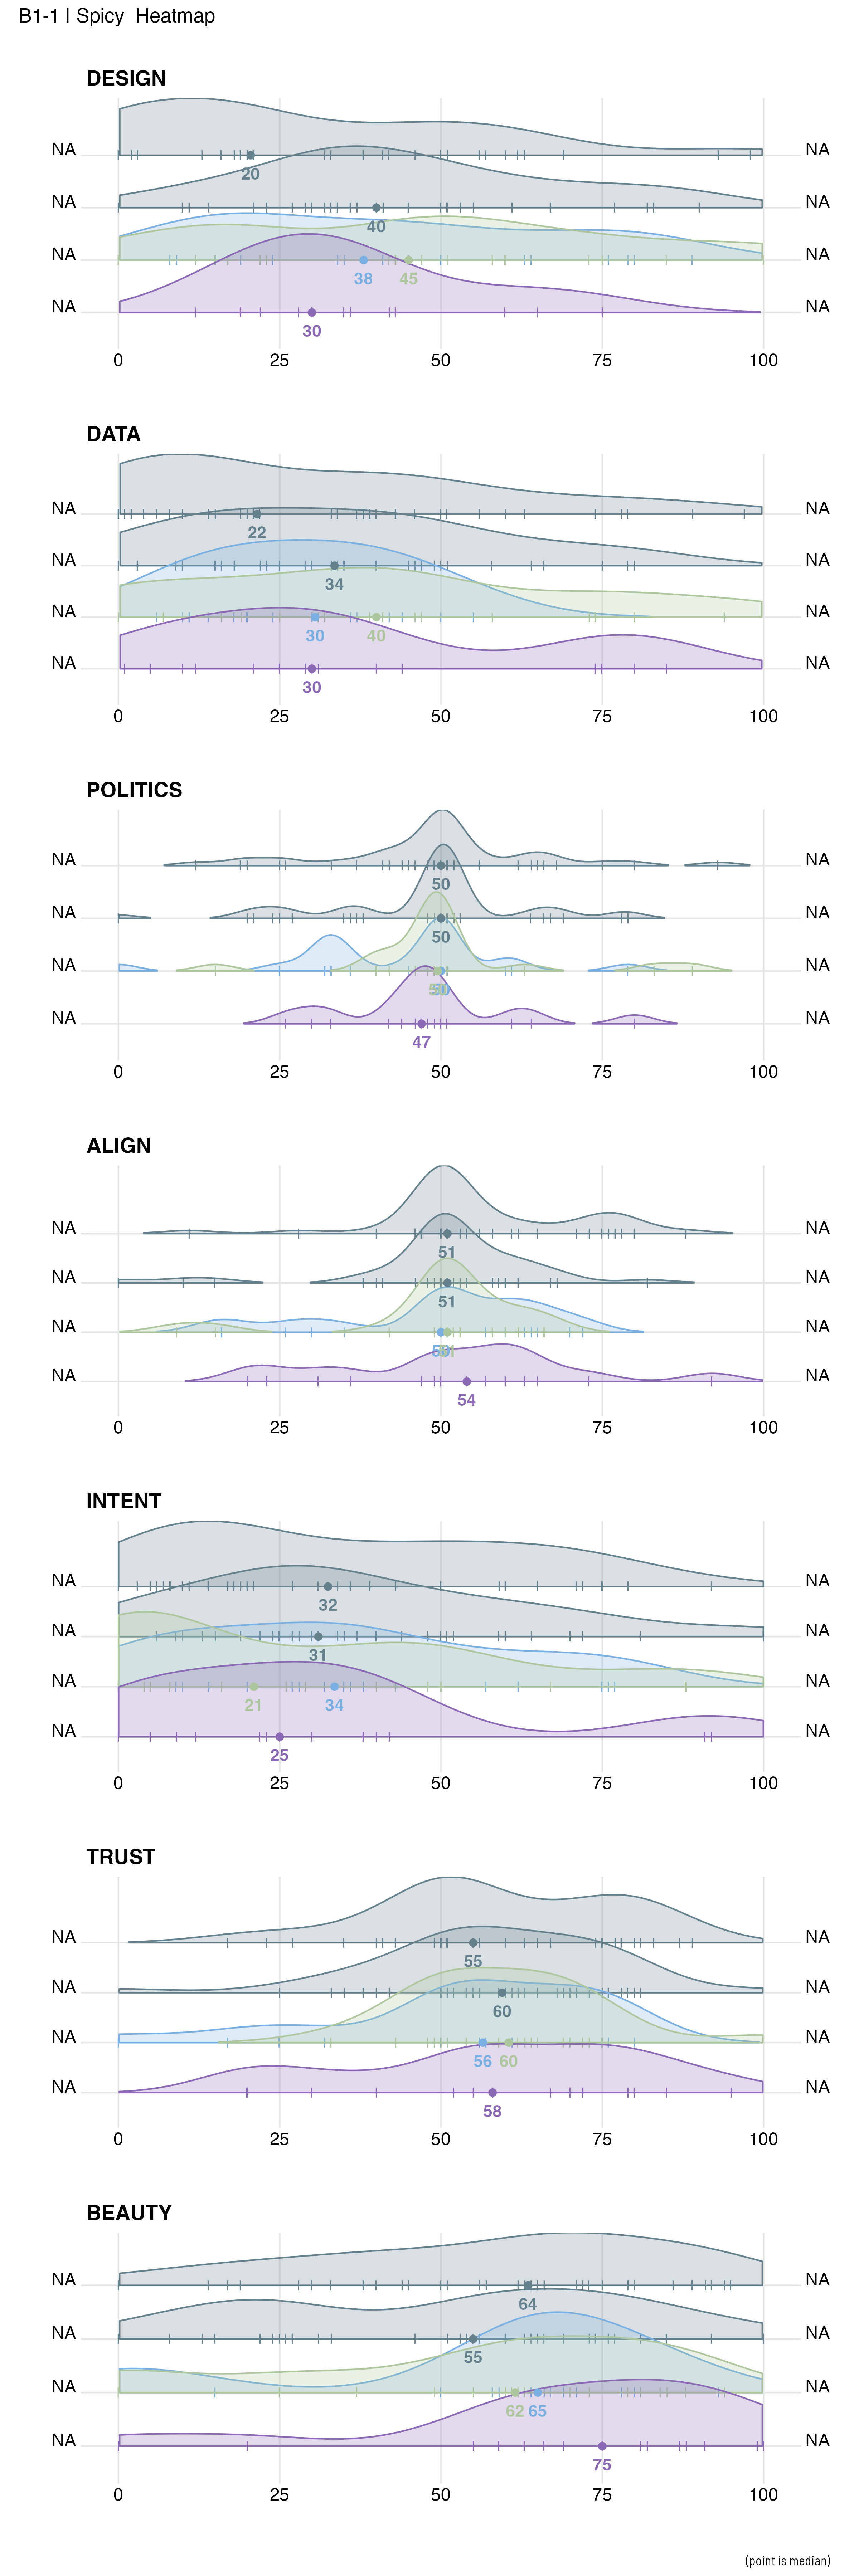 B1-1 | Spicy Heatmap
DESIGN
NA NA
20
NA NA
40
NA NA
38 45
NA NA
30
0 25 50 75 100
DATA
NA NA
22
NA NA
34
NA NA
30 40
NA NA
30
0 25 50 75 100
POLITICS
NA NA
50
NA NA
50
NA NA
50
NA NA
47
0 25 50 75 100
ALIGN
NA NA
51
NA NA
51
NA NA
NA NA
54
0 25 50 75 100
INTENT
NA NA
32
NA NA
31
NA NA
21 34
NA NA
25
0 25 50 75 100
TRUST
NA NA
55
NA NA
60
NA NA
56 60
NA NA
58
0 25 50 75 100
BEAUTY
NA NA
64
NA NA
55
NA NA
62 65
NA NA
75
0 25 50 75 100
(point is median)